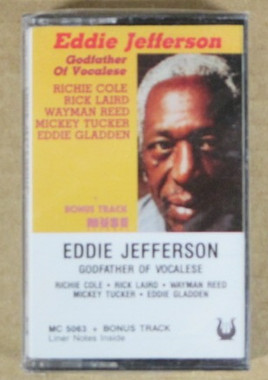 Eddie Jefferson
Godfather
Of Vocalese
RICHIE COLE
RICK LAIRD
WAYMAN REED
MICKEY TUCKER
EDDIE GLADDEN
BONUS TRACK
EDDIE JEFFERSON
GODFATHER OF VOCALESE
RICHIE COLE • RICK LAIRD • WAYMAN REED
MICKEY TUCKER • EDDIE GLADDEN
MC 5063 + BONUS TRACK
Liner Notes Inside